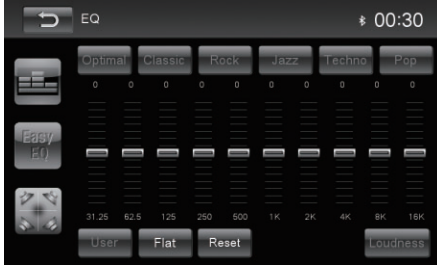 EQ 00:30
Optimal Classic Rock Jazz Techno Pop
0 0 0 0 0 0 0 0 0 0
Easy
EQ
31.25 62.5 125 250 500 1K 2K 4K 8K 16K
User Flat Reset Loudness